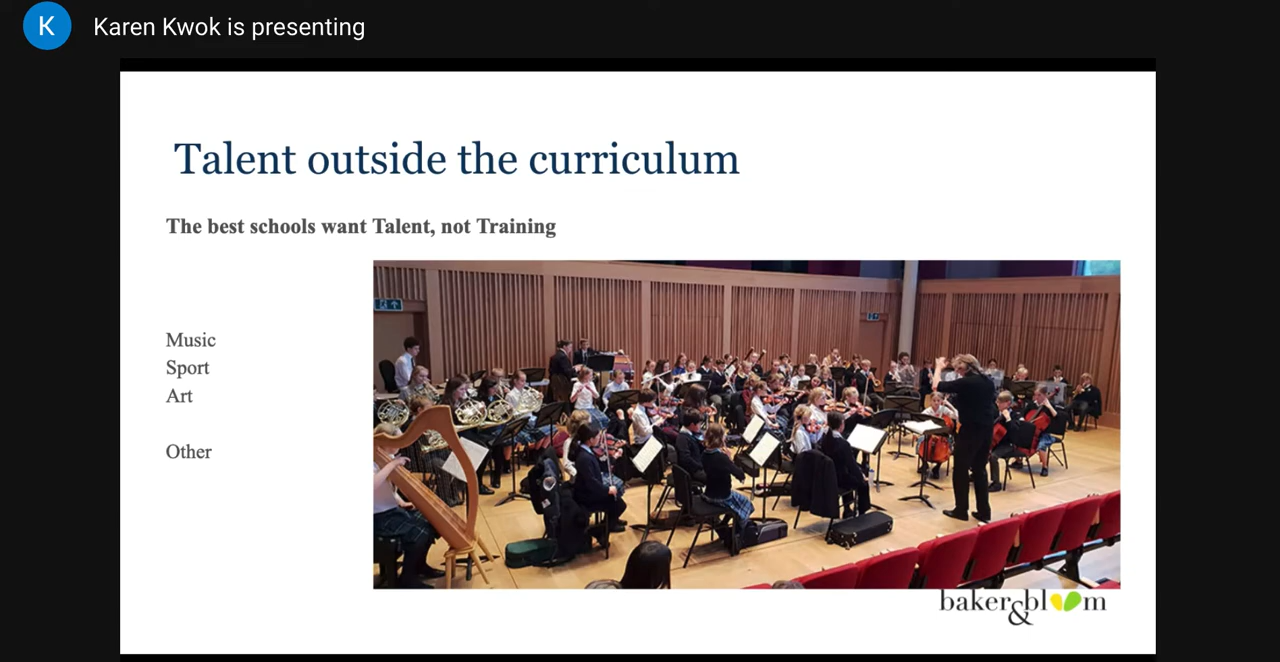 K
Karen Kwok is presenting
Talent outside the curriculum
The best schools want Talent, not Training
Music
Sport
Art
Other
baker&bloom